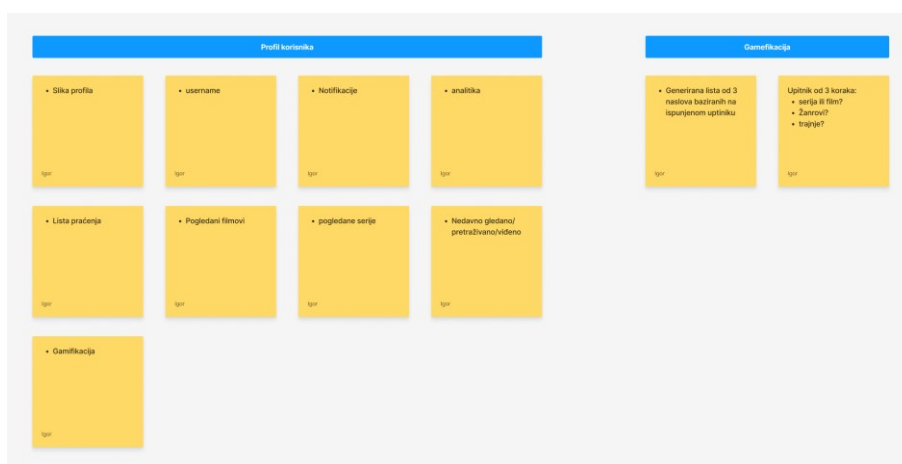 Profil korisnika
Gamefikacija
• Slika profila
Igor
• username
Igor
• Notifikacije
Igor
• analitika
Igor
• Generirana lista od 3
naslova baziranih na
ispunjenom uptiniku
Igor
Upitnik od 3 koraka:
• serija ili film?
• Žanrovi?
• trajnje?
Igor
• Lista praćenja
Igor
• Pogledani filmovi
Igor
• pogledane serije
Igor
• Nedavno gledano/
pretraživano/viđeno
Igor
• Gamifikacija
Igor